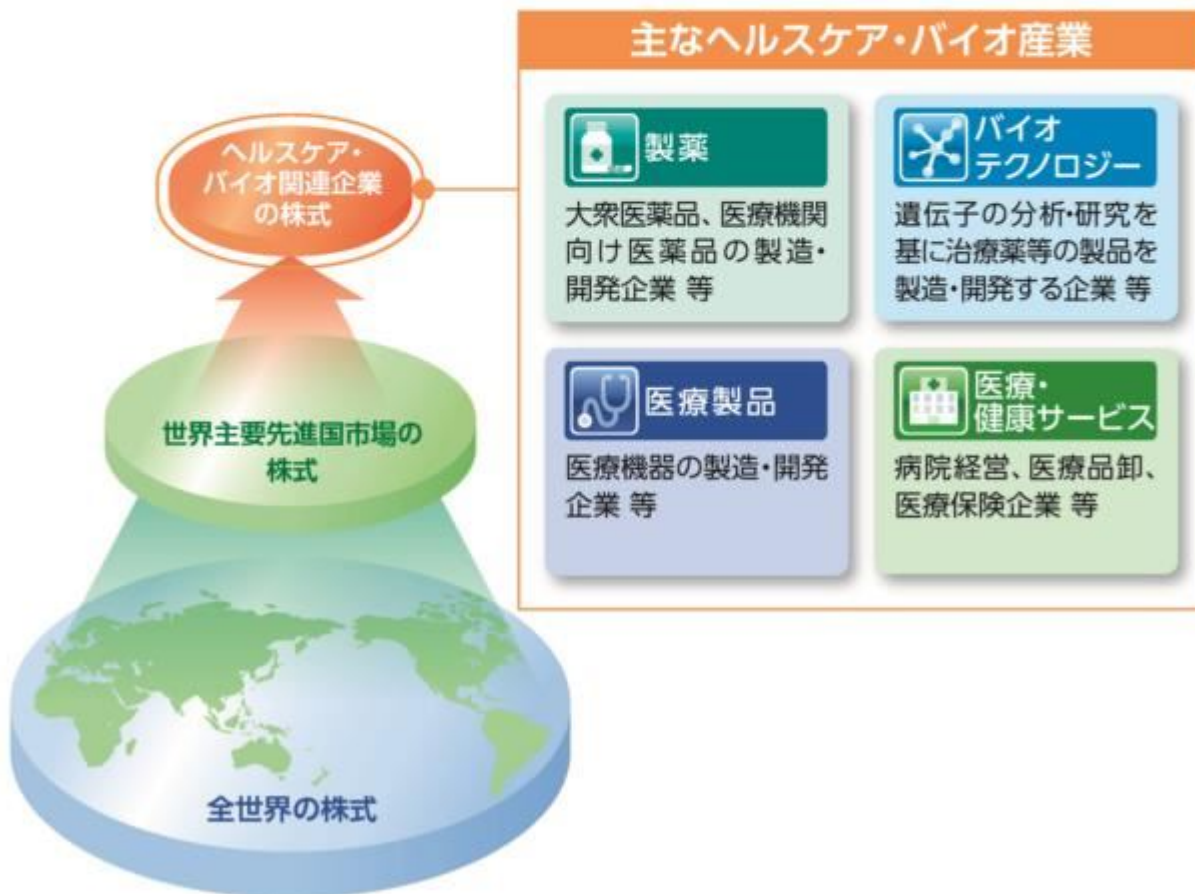 主なヘルスケア・バイオ産業
ヘルスケア・
バイオ関連企業
の株式
製薬
大衆医薬品、医療機関
向け医薬品の製造・
開発企業 等
バイオ
テクノロジー
遺伝子の分析・研究を
基に治療薬等の製品を
製造・開発する企業 等
医療製品
医療機器の製造・開発
企業 等
医療・
健康サービス
病院経営、医療品卸、
医療保険企業 等
世界主要先進国市場の
株式
全世界の株式